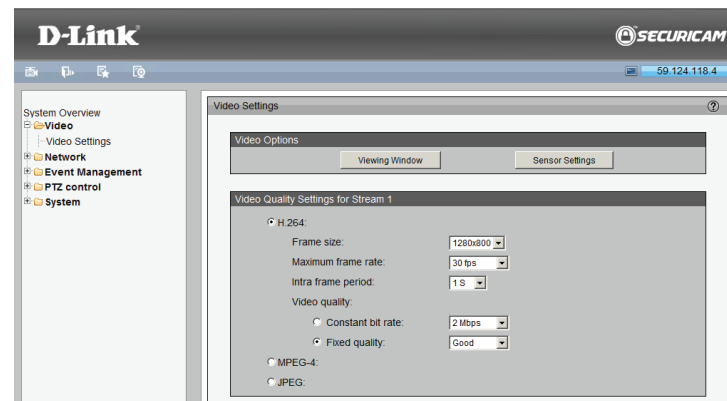 D-Link
SECURICAM
59.124.118.4
System Overview
Video
Video Settings
Network
Event Management
PTZ control
System
Video Settings
Video Options
Viewing Window Sensor Settings
Video Quality Settings for Stream 1
H.264:
Frame size: 1280x800
Maximum frame rate: 30 fps
Intra frame period: 1 S
Video quality:
Constant bit rate: 2 Mbps
Fixed quality: Good
MPEG-4:
JPEG: